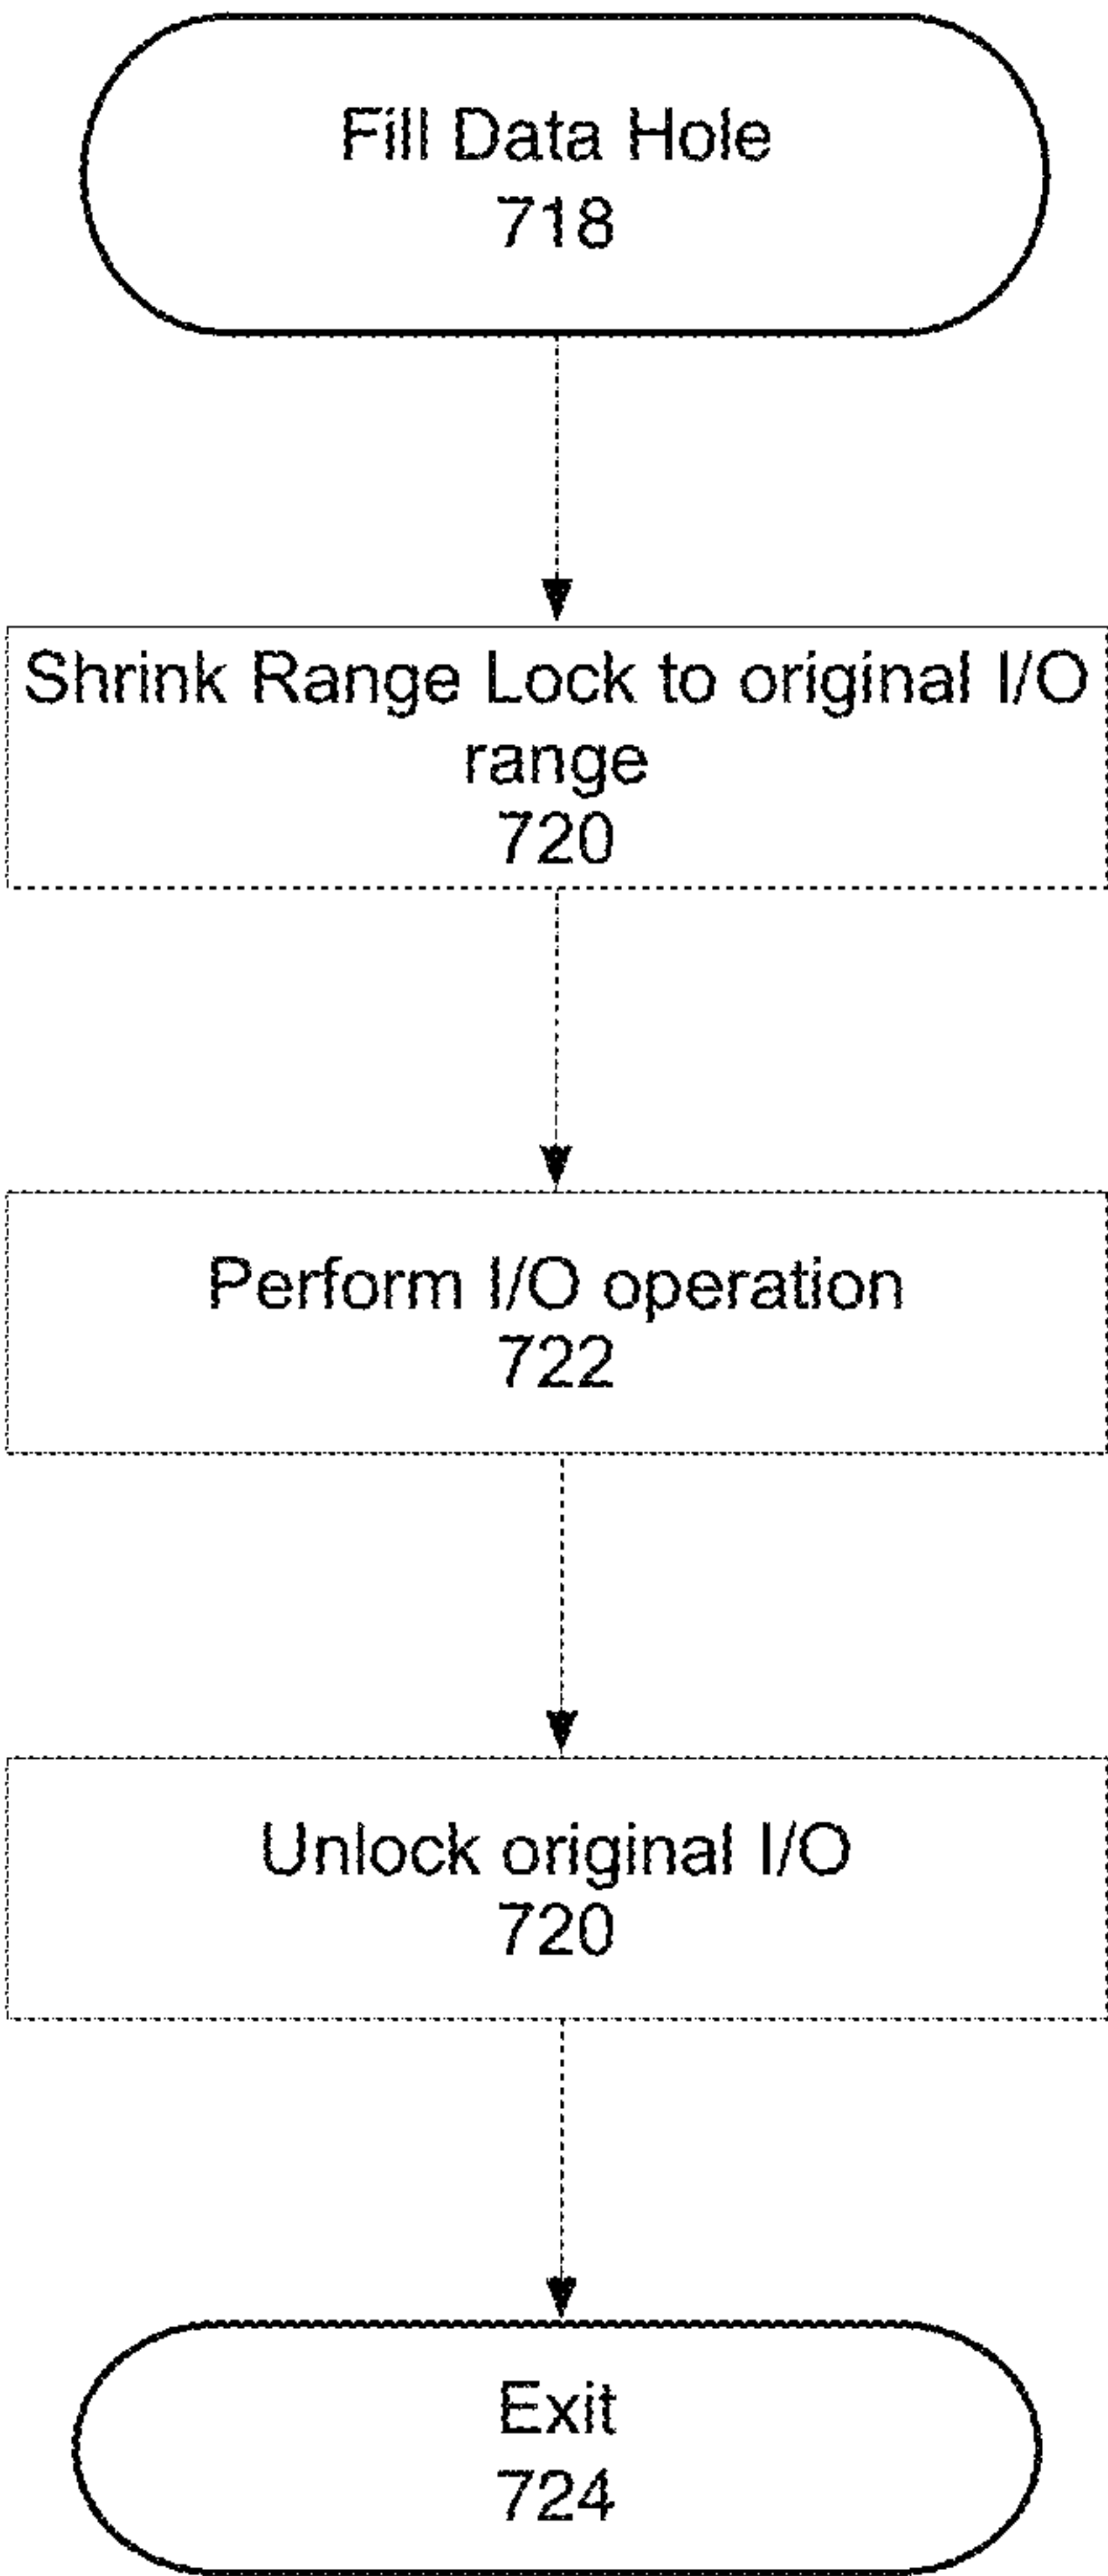 Fill Data Hole
718
Shrink Range Lock to original I/O
range
720
Perform I/O operation
722
Unlock original I/O
720
Exit
724